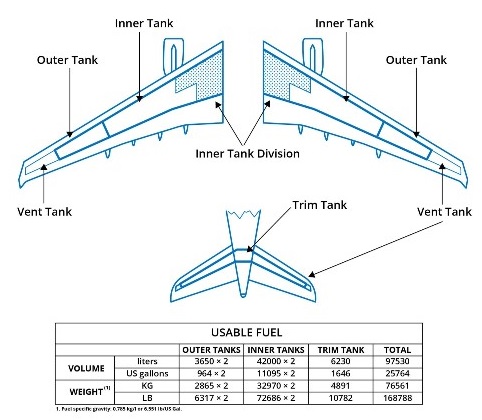 Inner Tank
Inner Tank
Outer Tank
Outer Tank
Inner Tank Division
Vent Tank
Trim Tank
Vent Tank
USABLE FUEL
OUTER TANKS INNER TANKS TRIM TANK TOTAL
VOLUME liters 3650 × 2 42000 × 2 6230 97530
US gallons 964 × 2 11095 × 2 1646 25764
WEIGHT(1) KG 2865 × 2 32970 × 2 4891 76561
LB 6317 × 2 72686 × 2 10782 168788
1. Fuel specific gravity: 0.785 kg/l or 6.551 lb/US Gal.